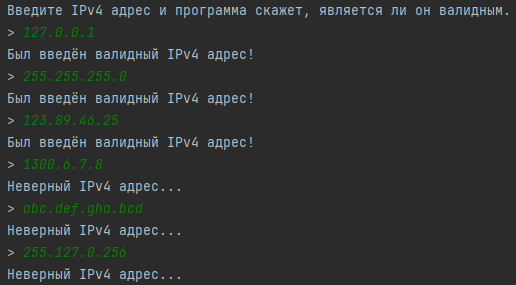 Введите IPv4 адрес и программа скажет, является ли он валидным.
> 127.0.0.1
Был введён валидный IPv4 адрес!
> 255.255.255.0
Был введён валидный IPv4 адрес!
> 123.89.46.25
Был введён валидный IPv4 адрес!
> 1300.6.7.8
Неверный IPv4 адрес...
> abc.def.gha.bcd
Неверный IPv4 адрес...
> 255.127.0.256
Неверный IPv4 адрес...